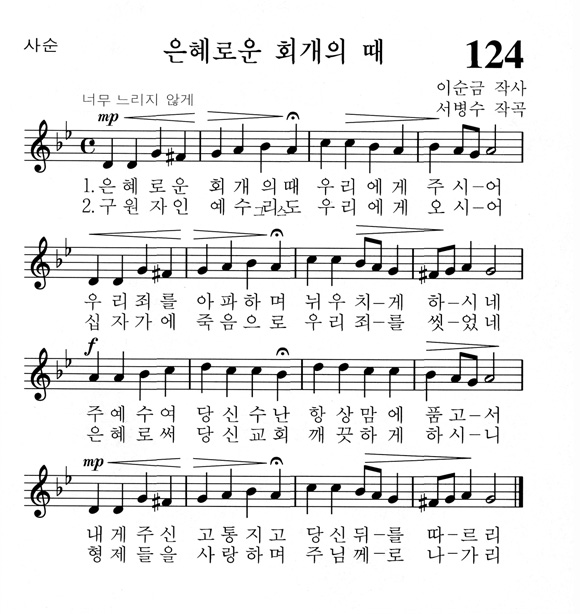 사순
은혜로운 회개의 때
124
이순금 작사
서병수 작곡
너무 느리지 않게
mp
1.은 혜 로 운 회 개 의 때 우 리 에 게 주 시-어
2.구 원 자 인 예 수 그리스도 우 리 에 게 오 시-어
우 리 죄 를 아 파 하 며 뉘 우 치-게 하-시 네
십 자 가 에 죽 음 으 로 우 리 죄-를 씻-었 네
f
주 예 수 여 당 신 수 난 항 상 맘 에 품 고-서
은 혜 로 써 당 신 교 회 깨 끗 하 게 하 시-니
mp
내 게 주 신 고 통 지 고 당 신 뒤-를 따-르 리
형 제 들 을 사 랑 하 며 주 님 께-로 나-가 리